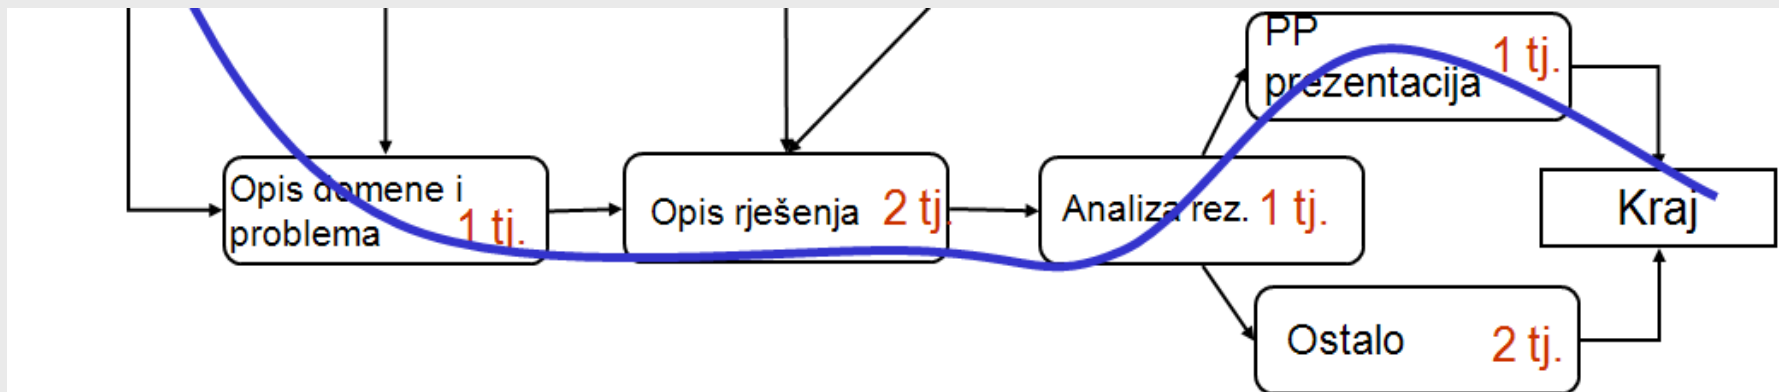 PP
prezentacija 1 tj.
Opis domene i
problema 1 tj.
Opis rješenja 2 tj.
Analiza rez. 1 tj.
Kraj
Ostalo 2 tj.